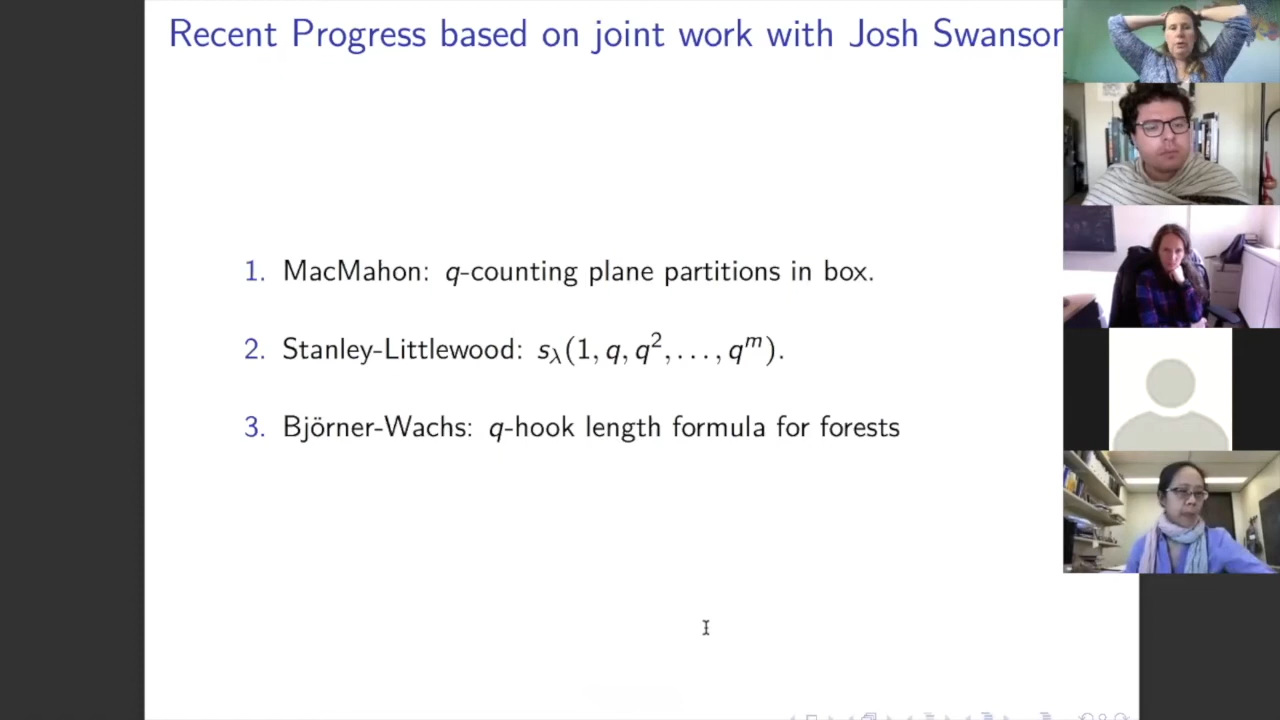 Recent Progress based on joint work with Josh Swanson
1. MacMahon: q-counting plane partitions in box.
2. Stanley-Littlewood: s_λ(1, q, q², . . . , qᵐ).
3. Björner-Wachs: q-hook length formula for forests